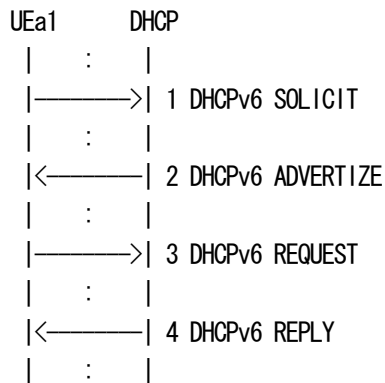 UEa1 DHCP
| : |
|-------->| 1 DHCPv6 SOLICIT
| : |
|<--------| 2 DHCPv6 ADVERTIZE
| : |
|-------->| 3 DHCPv6 REQUEST
| : |
|<--------| 4 DHCPv6 REPLY
| : |